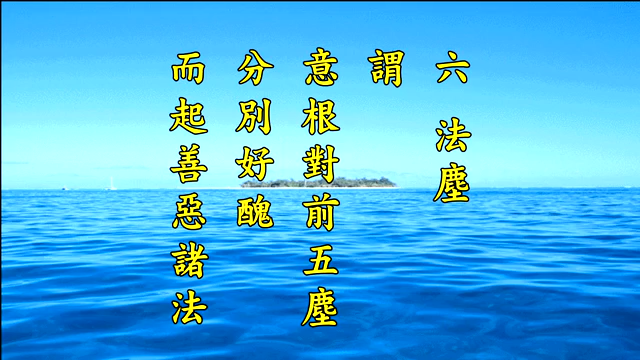 六 法塵
謂
意根對前五塵
分別好醜
而起善惡諸法